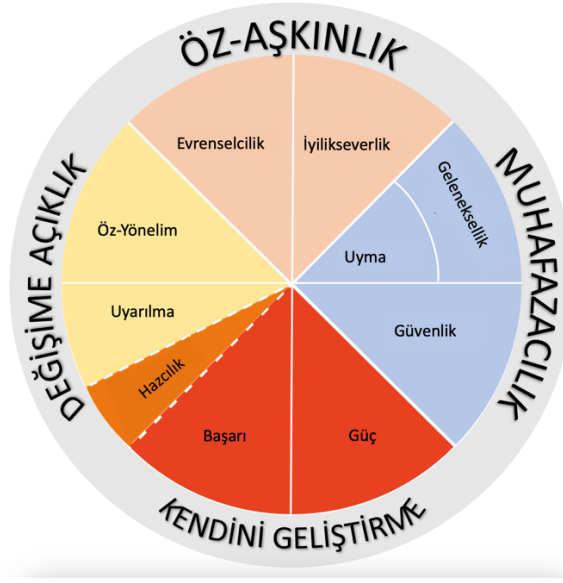 ÖZ-AŞKINLIK
Evrenselcilik
İyilikseverlik
DEĞİŞİME AÇIKLIK
Geleneksellik
MUHAFAZACILIK
Öz-Yönelim
Uyma
Uyarılma
Güvenlik
Hazcılık
Başarı
Güç
KENDİNİ GELİŞTİRME